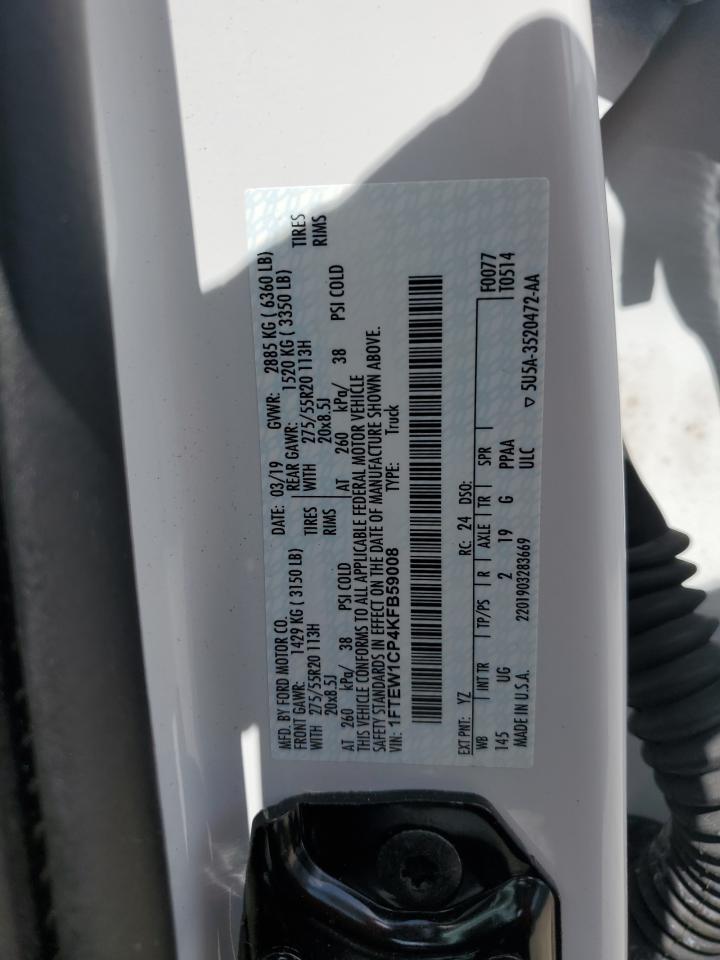 MFD. BY FORD MOTOR CO.
DATE: 03/19 GVWR: 2885 KG ( 6360 LB)
FRONT GAWR: 1429 KG ( 3150 LB) REAR GAWR: 1520 KG ( 3350 LB)
WITH 275/55R20 113H TIRES WITH 275/55R20 113H TIRES
20x8.5J RIMS 20x8.5J RIMS
AT 260 kPa/ 38 PSI COLD AT 260 kPa/ 38 PSI COLD
THIS VEHICLE CONFORMS TO ALL APPLICABLE FEDERAL MOTOR VEHICLE
SAFETY STANDARDS IN EFFECT ON THE DATE OF MANUFACTURE SHOWN ABOVE.
VIN: 1FTEW1CP4KFB59008 TYPE: Truck
F0077
EXT PNT: YZ RC: 24 DSO: T0514
WB INT TR TP/PS R AXLE TR SPR
145 UG 2 19 G PPAA
ULC
MADE IN U.S.A. 2201903283669 ▽ 5U5A-3520472-AA